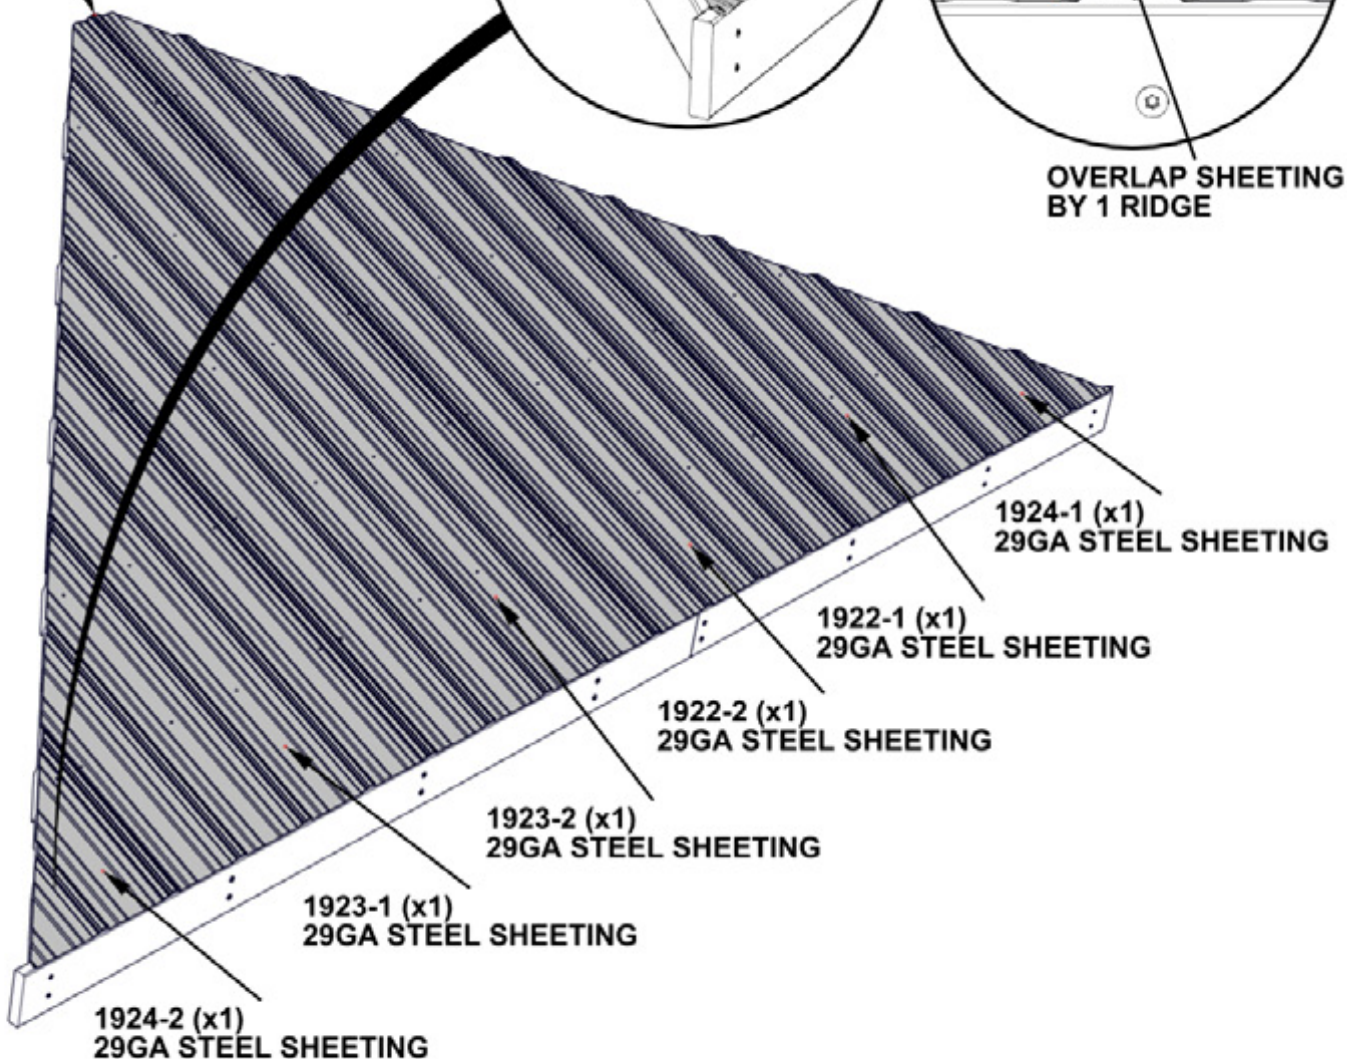 OVERLAP SHEETING
BY 1 RIDGE
1924-1 (x1)
29GA STEEL SHEETING
1922-1 (x1)
29GA STEEL SHEETING
1922-2 (x1)
29GA STEEL SHEETING
1923-2 (x1)
29GA STEEL SHEETING
1923-1 (x1)
29GA STEEL SHEETING
1924-2 (x1)
29GA STEEL SHEETING